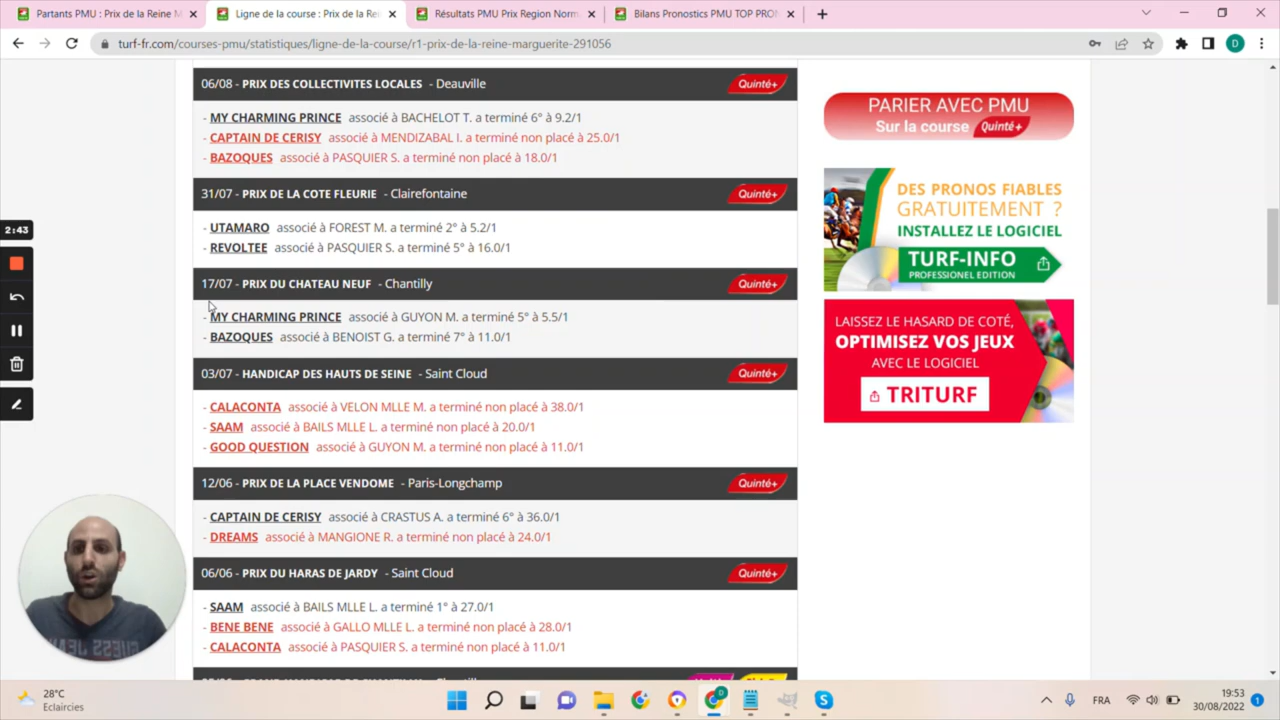 Partants PMU : Prix de la Reine M
Ligne de la course : Prix de la Rei
Résultats PMU Prix Region Norm
Bilans Pronostics PMU TOP PRON
turf-fr.com/courses-pmu/statistiques/ligne-de-la-course/r1-prix-de-la-reine-marguerite-291056
D
06/08 - PRIX DES COLLECTIVITES LOCALES - Deauville Quinté+
- MY CHARMING PRINCE associé à BACHELOT T. a terminé 6° à 9.2/1
- CAPTAIN DE CERISY associé à MENDIZABAL I. a terminé non placé à 25.0/1
- BAZOQUES associé à PASQUIER S. a terminé non placé à 18.0/1
31/07 - PRIX DE LA COTE FLEURIE - Clairefontaine Quinté+
- UTAMARO associé à FOREST M. a terminé 2° à 5.2/1
- REVOLTEE associé à PASQUIER S. a terminé 5° à 16.0/1
17/07 - PRIX DU CHATEAU NEUF - Chantilly Quinté+
- MY CHARMING PRINCE associé à GUYON M. a terminé 5° à 5.5/1
- BAZOQUES associé à BENOIST G. a terminé 7° à 11.0/1
03/07 - HANDICAP DES HAUTS DE SEINE - Saint Cloud Quinté+
- CALACONTA associé à VELON MLLE M. a terminé non placé à 38.0/1
- SAAM associé à BAILS MLLE L. a terminé non placé à 20.0/1
- GOOD QUESTION associé à GUYON M. a terminé non placé à 11.0/1
12/06 - PRIX DE LA PLACE VENDOME - Paris-Longchamp Quinté+
- CAPTAIN DE CERISY associé à CRASTUS A. a terminé 6° à 36.0/1
- DREAMS associé à MANGIONE R. a terminé non placé à 24.0/1
06/06 - PRIX DU HARAS DE JARDY - Saint Cloud Quinté+
- SAAM associé à BAILS MLLE L. a terminé 1° à 27.0/1
- BENE BENE associé à GALLO MLLE L. a terminé non placé à 28.0/1
- CALACONTA associé à PASQUIER S. a terminé non placé à 11.0/1
PARIER AVEC PMU
Sur la course Quinté+
DES PRONOS FIABLES
GRATUITEMENT ?
INSTALLEZ LE LOGICIEL
TURF-INFO
PROFESSIONEL EDITION
LAISSEZ LE HASARD DE COTÉ,
OPTIMISEZ VOS JEUX
AVEC LE LOGICIEL
TRITURF
2:43
28°C
Eclaircies
FRA
19:53
30/08/2022
1